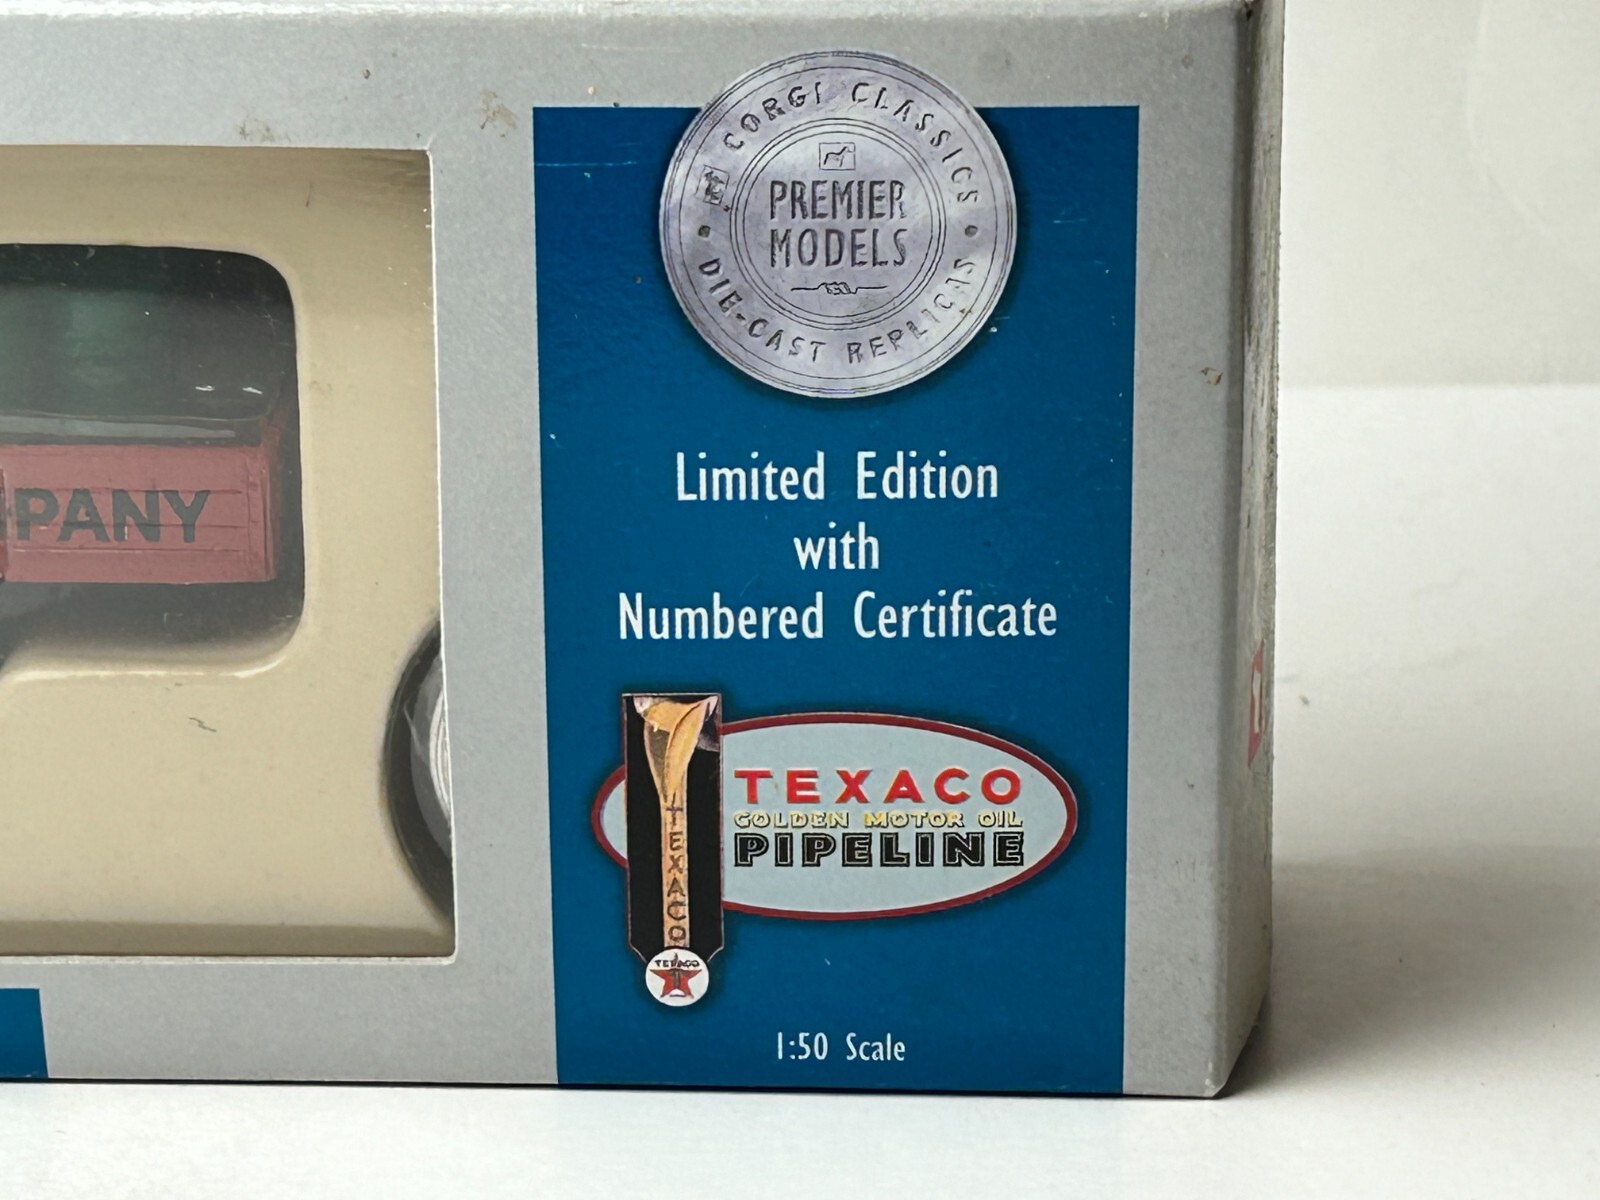 CORGI CLASSICS
PREMIER
MODELS
DIE-CAST REPLICAS
Limited Edition
with
Numbered Certificate
PANY
TEXACO
GOLDEN MOTOR OIL
PIPELINE
TEXACO
TEXACO
T
1:50 Scale